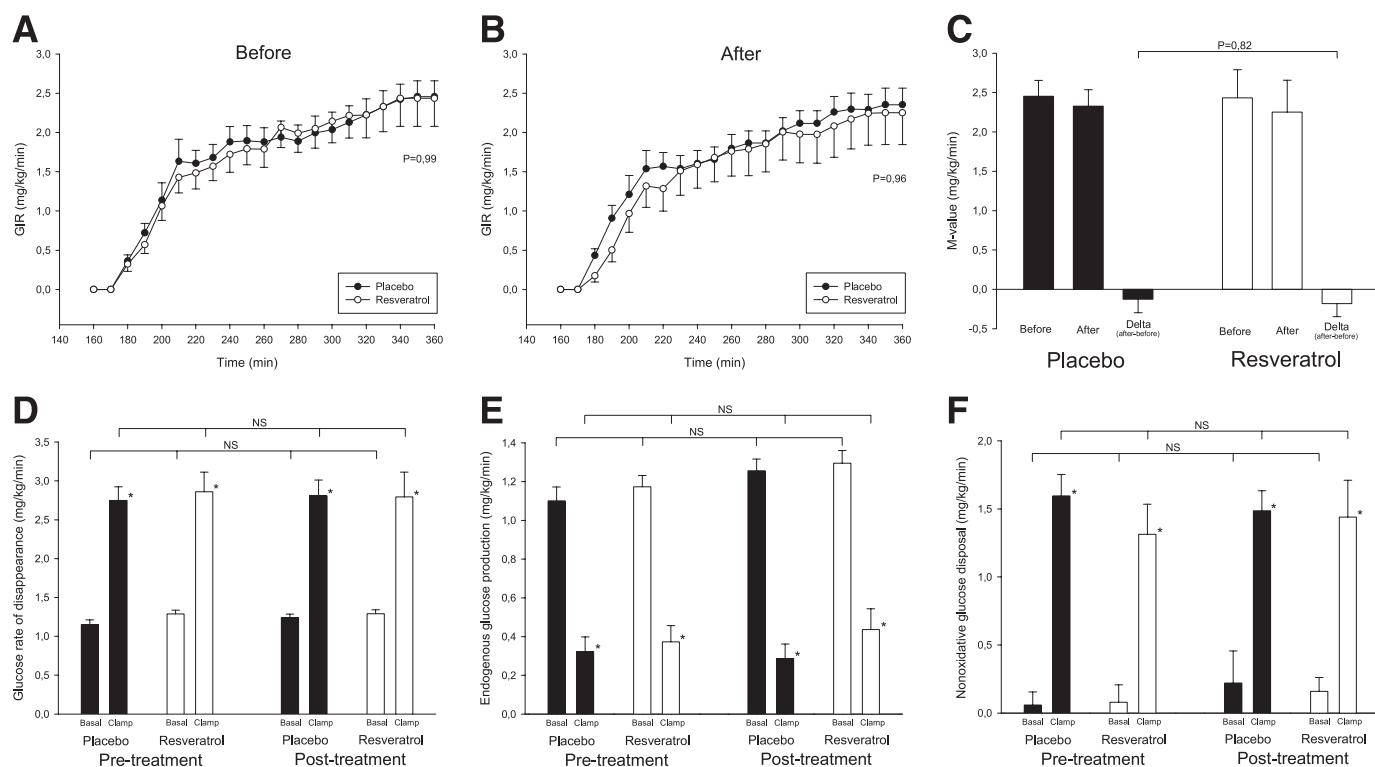 A
Before
GIR (mg/kg/min)
3,0
2,5
2,0
1,5
1,0
0,5
0,0
P=0,99
Placebo
Resveratrol
140 160 180 200 220 240 260 280 300 320 340 360
Time (min)
B
After
GIR (mg/kg/min)
3,0
2,5
2,0
1,5
1,0
0,5
0,0
P=0,96
Placebo
Resveratrol
140 160 180 200 220 240 260 280 300 320 340 360
Time (min)
C
P=0,82
M-value (mg/kg/min)
3,0
2,5
2,0
1,5
1,0
0,5
0,0
-0,5
Before After Delta Before After Delta
(after-before) (after-before)
Placebo Resveratrol
D
NS
NS
Glucose rate of disappearance (mg/kg/min)
3,5
3,0
2,5
2,0
1,5
1,0
0,5
0,0
* * * *
Basal Clamp Basal Clamp Basal Clamp Basal Clamp
Placebo Resveratrol Placebo Resveratrol
Pre-treatment Post-treatment
E
NS
NS
Endogenous glucose production (mg/kg/min)
1,4
1,2
1,2
0,8
0,6
0,4
0,2
0,0
* * * *
Basal Clamp Basal Clamp Basal Clamp Basal Clamp
Placebo Resveratrol Placebo Resveratrol
Pre-treatment Post-treatment
F
NS
NS
Nonoxidative glucose disposal (mg/kg/min)
2,0
1,5
1,0
0,5
0,0
* * * *
Basal Clamp Basal Clamp Basal Clamp Basal Clamp
Placebo Resveratrol Placebo Resveratrol
Pre-treatment Post-treatment